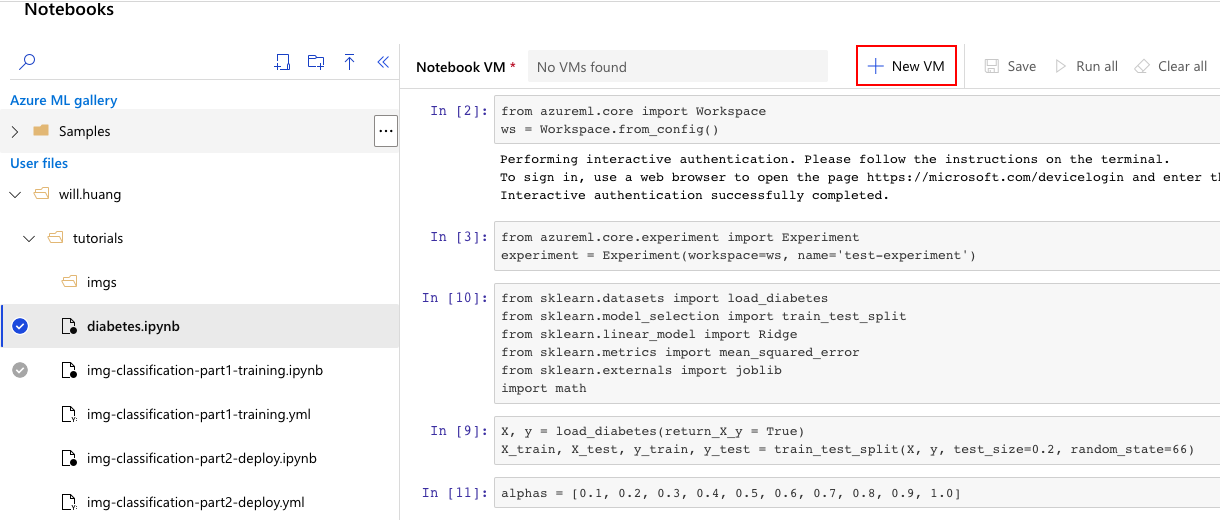 Notebooks
Azure ML gallery
Samples
...
User files
will.huang
tutorials
imgs
diabetes.ipynb
img-classification-part1-training.ipynb
img-classification-part1-training.yml
img-classification-part2-deploy.ipynb
img-classification-part2-deploy.yml
Notebook VM * No VMs found New VM Save Run all Clear all
In [2]: from azureml.core import Workspace
ws = Workspace.from_config()
Performing interactive authentication. Please follow the instructions on the terminal.
To sign in, use a web browser to open the page https://microsoft.com/devicelogin and enter
Interactive authentication successfully completed.
In [3]: from azureml.core.experiment import Experiment
experiment = Experiment(workspace=ws, name='test-experiment')
In [10]: from sklearn.datasets import load_diabetes
from sklearn.model_selection import train_test_split
from sklearn.linear_model import Ridge
from sklearn.metrics import mean_squared_error
from sklearn.externals import joblib
import math
In [9]: X, y = load_diabetes(return_X_y = True)
X_train, X_test, y_train, y_test = train_test_split(X, y, test_size=0.2, random_state=66)
In [11]: alphas = [0.1, 0.2, 0.3, 0.4, 0.5, 0.6, 0.7, 0.8, 0.9, 1.0]